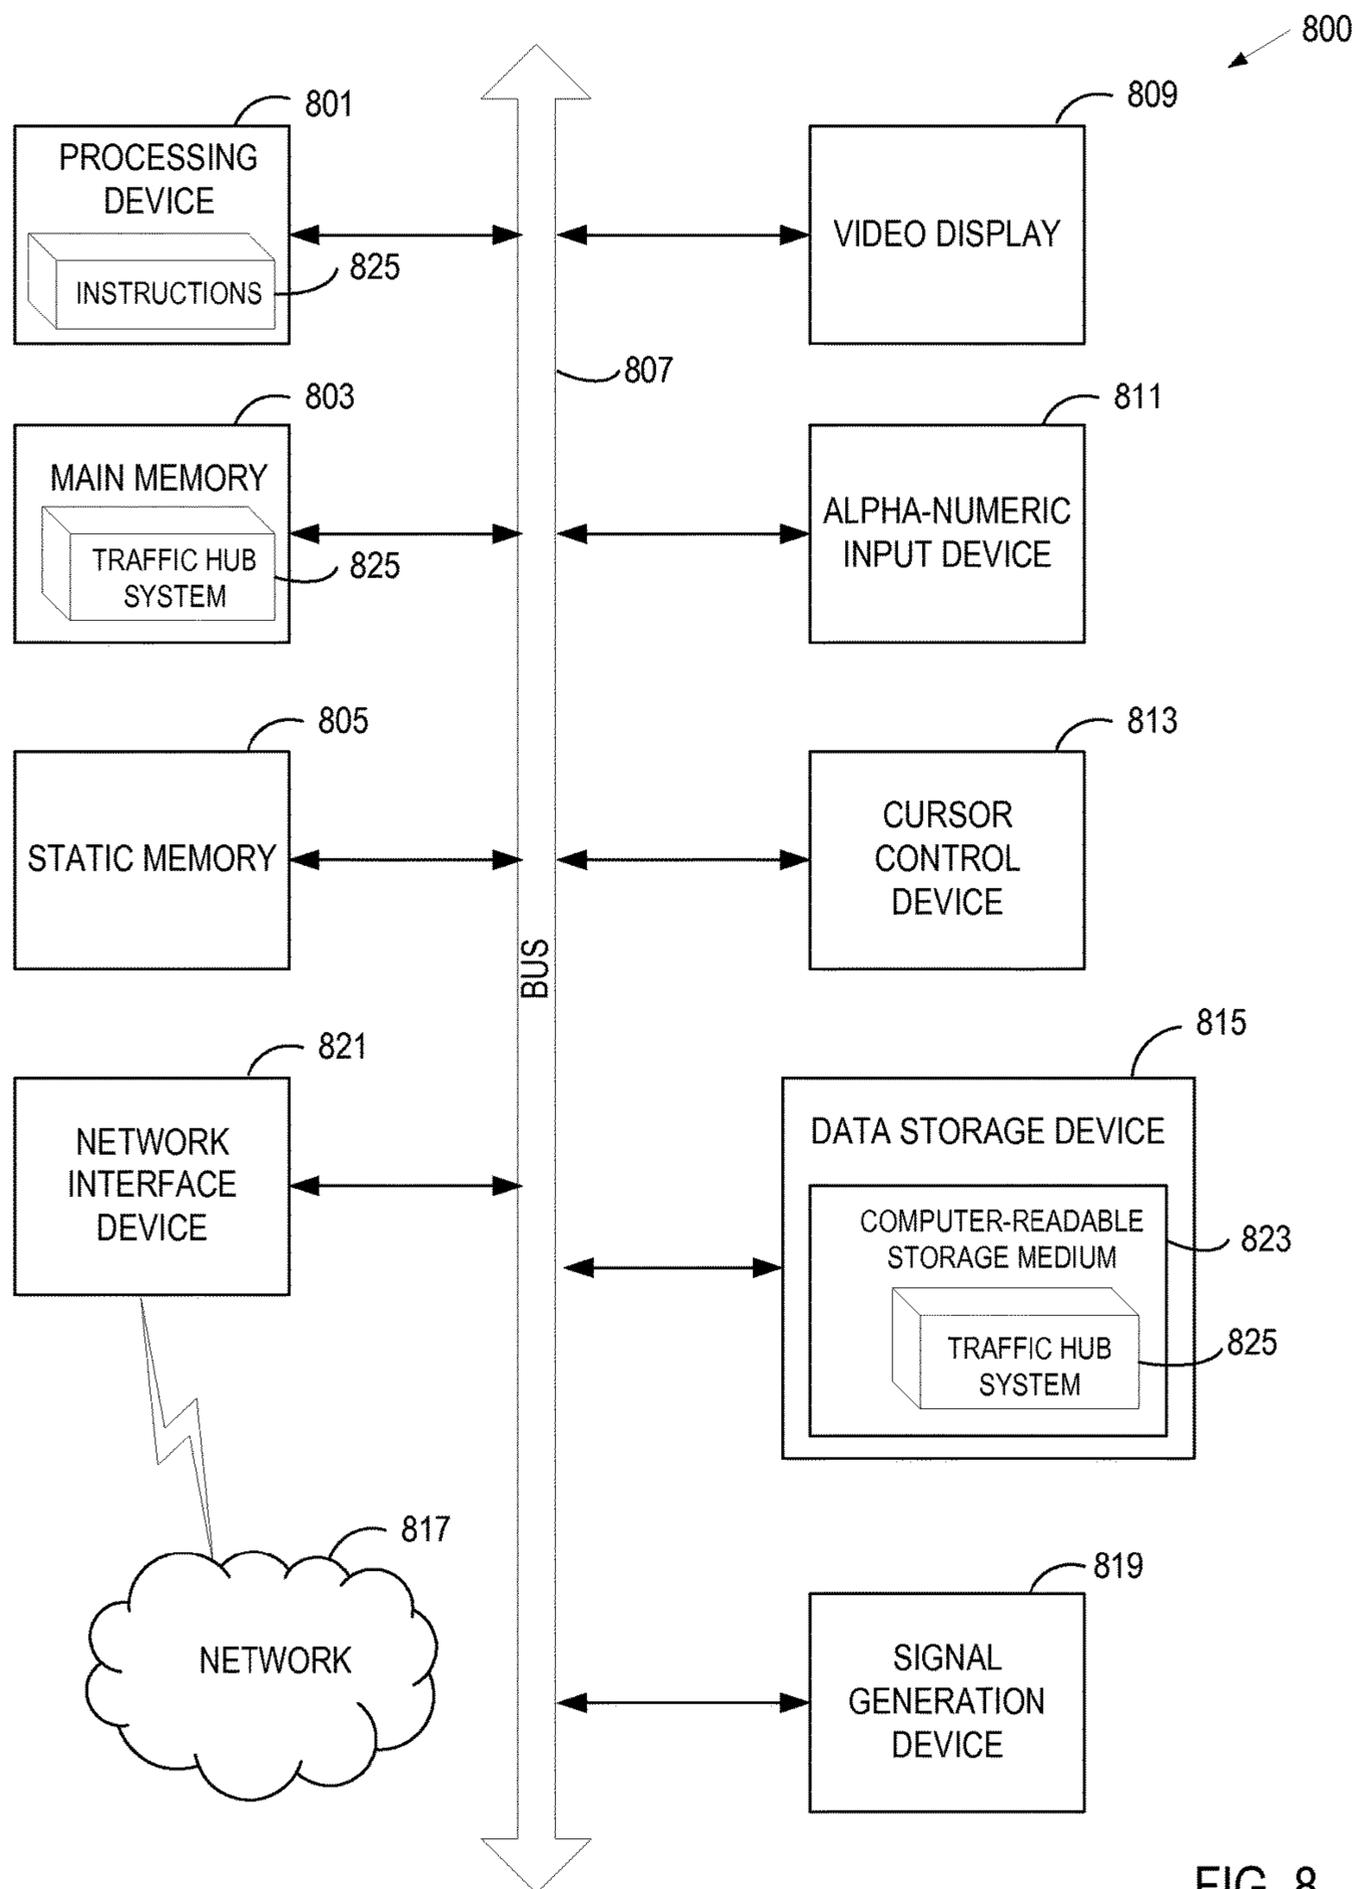 800
801
PROCESSING
DEVICE
INSTRUCTIONS
825
809
VIDEO DISPLAY
807
803
MAIN MEMORY
TRAFFIC HUB
SYSTEM
825
811
ALPHA-NUMERIC
INPUT DEVICE
805
STATIC MEMORY
813
CURSOR
CONTROL
DEVICE
BUS
821
NETWORK
INTERFACE
DEVICE
815
DATA STORAGE DEVICE
COMPUTER-READABLE
STORAGE MEDIUM
823
TRAFFIC HUB
SYSTEM
825
817
NETWORK
819
SIGNAL
GENERATION
DEVICE
FIG. 8